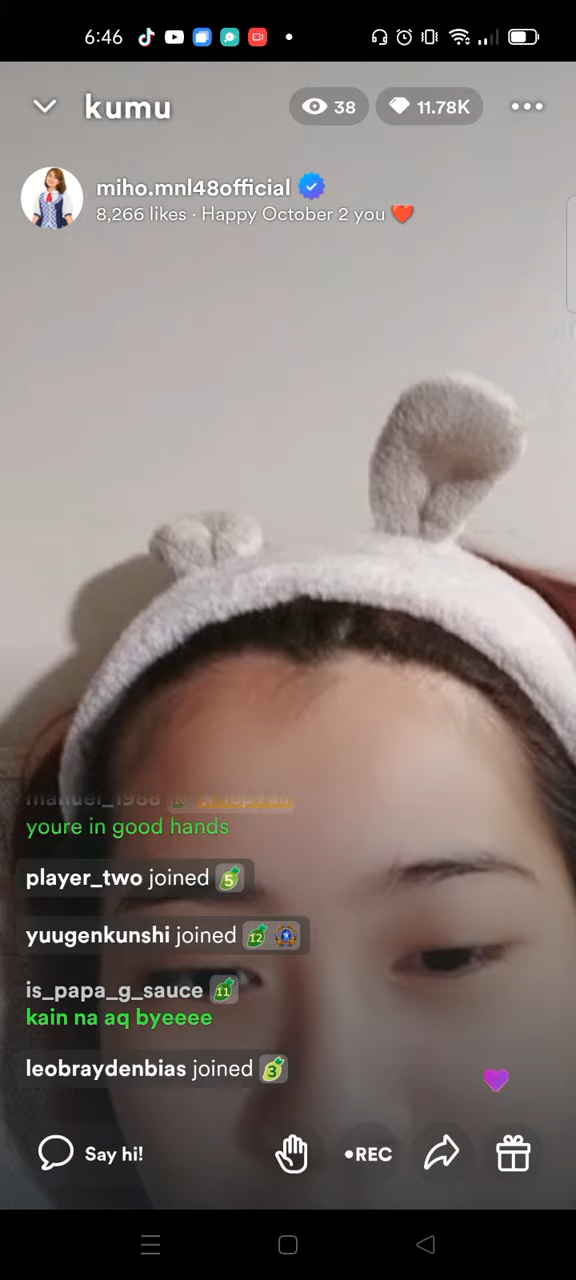 6:46
kumu
38
11.78K
miho.mnl48official
8,266 likes · Happy October 2 you ❤️
manuel_1988
youre in good hands
player_two joined 5
yuugenkunshi joined 12
is_papa_g_sauce 11
kain na aq byeeee
leobraydenbias joined 3
Say hi!
•REC